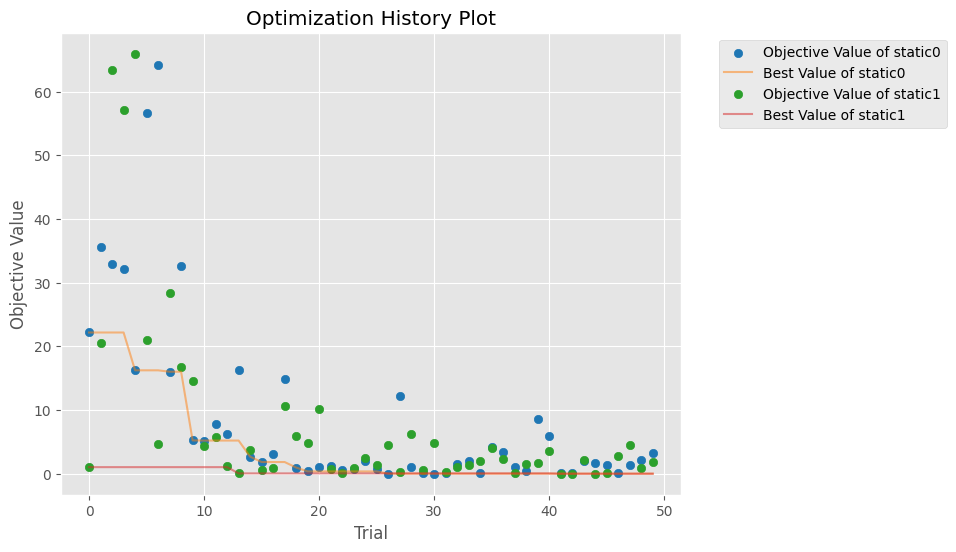 Optimization History Plot
Objective Value
60
50
40
30
20
10
0
0 10 20 30 40 50
Trial
Objective Value of static0
Best Value of static0
Objective Value of static1
Best Value of static1